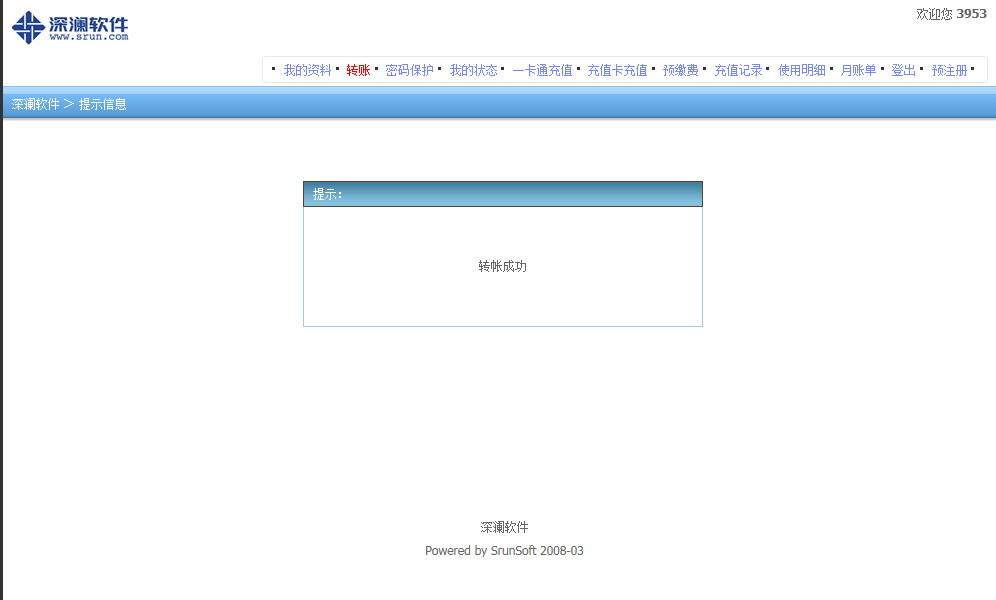 深澜软件
www.srun.com
欢迎您 3953
· 我的资料 · 转账 · 密码保护 · 我的状态 · 一卡通充值 · 充值卡充值 · 预缴费 · 充值记录 · 使用明细 · 月账单 · 登出 · 预注册 ·
深澜软件 > 提示信息
提示：
转帐成功
深澜软件
Powered by SrunSoft 2008-03